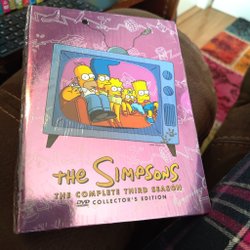 THE SIMPSONS
THE COMPLETE THIRD SEASON
DVD COLLECTOR'S EDITION